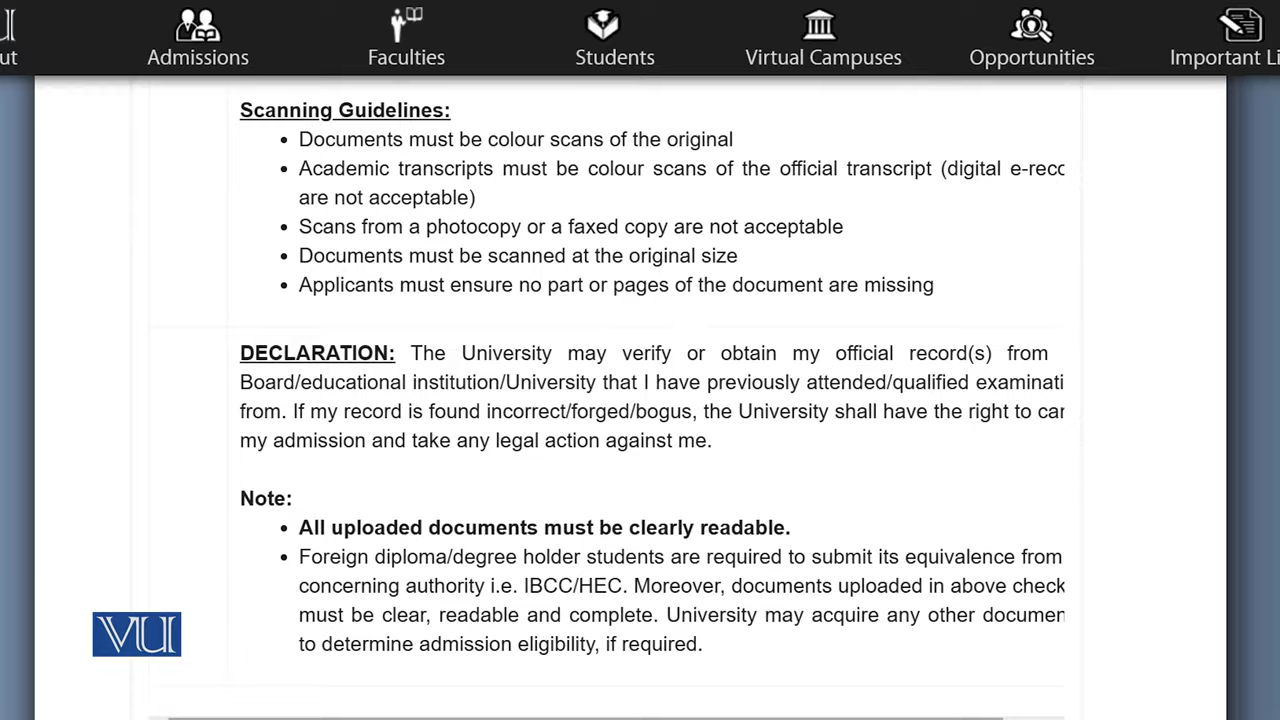 Admissions Faculties Students Virtual Campuses Opportunities Important
Scanning Guidelines:
• Documents must be colour scans of the original
• Academic transcripts must be colour scans of the official transcript (digital
are not acceptable)
• Scans from a photocopy or a faxed copy are not acceptable
• Documents must be scanned at the original size
• Applicants must ensure no part or pages of the document are missing
DECLARATION: The University may verify or obtain my official record(s) from
Board/educational institution/University that I have previously attended/qualified
from. If my record is found incorrect/forged/bogus, the University shall have the right to
my admission and take any legal action against me.
Note:
• All uploaded documents must be clearly readable.
• Foreign diploma/degree holder students are required to submit its equivalence from
concerning authority i.e. IBCC/HEC. Moreover, documents uploaded in above
must be clear, readable and complete. University may acquire any other
to determine admission eligibility, if required.
VU